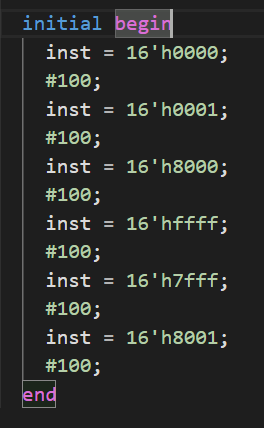 initial begin
inst = 16'h0000;
#100;
inst = 16'h0001;
#100;
inst = 16'h8000;
#100;
inst = 16'hffff;
#100;
inst = 16'h7fff;
#100;
inst = 16'h8001;
#100;
end